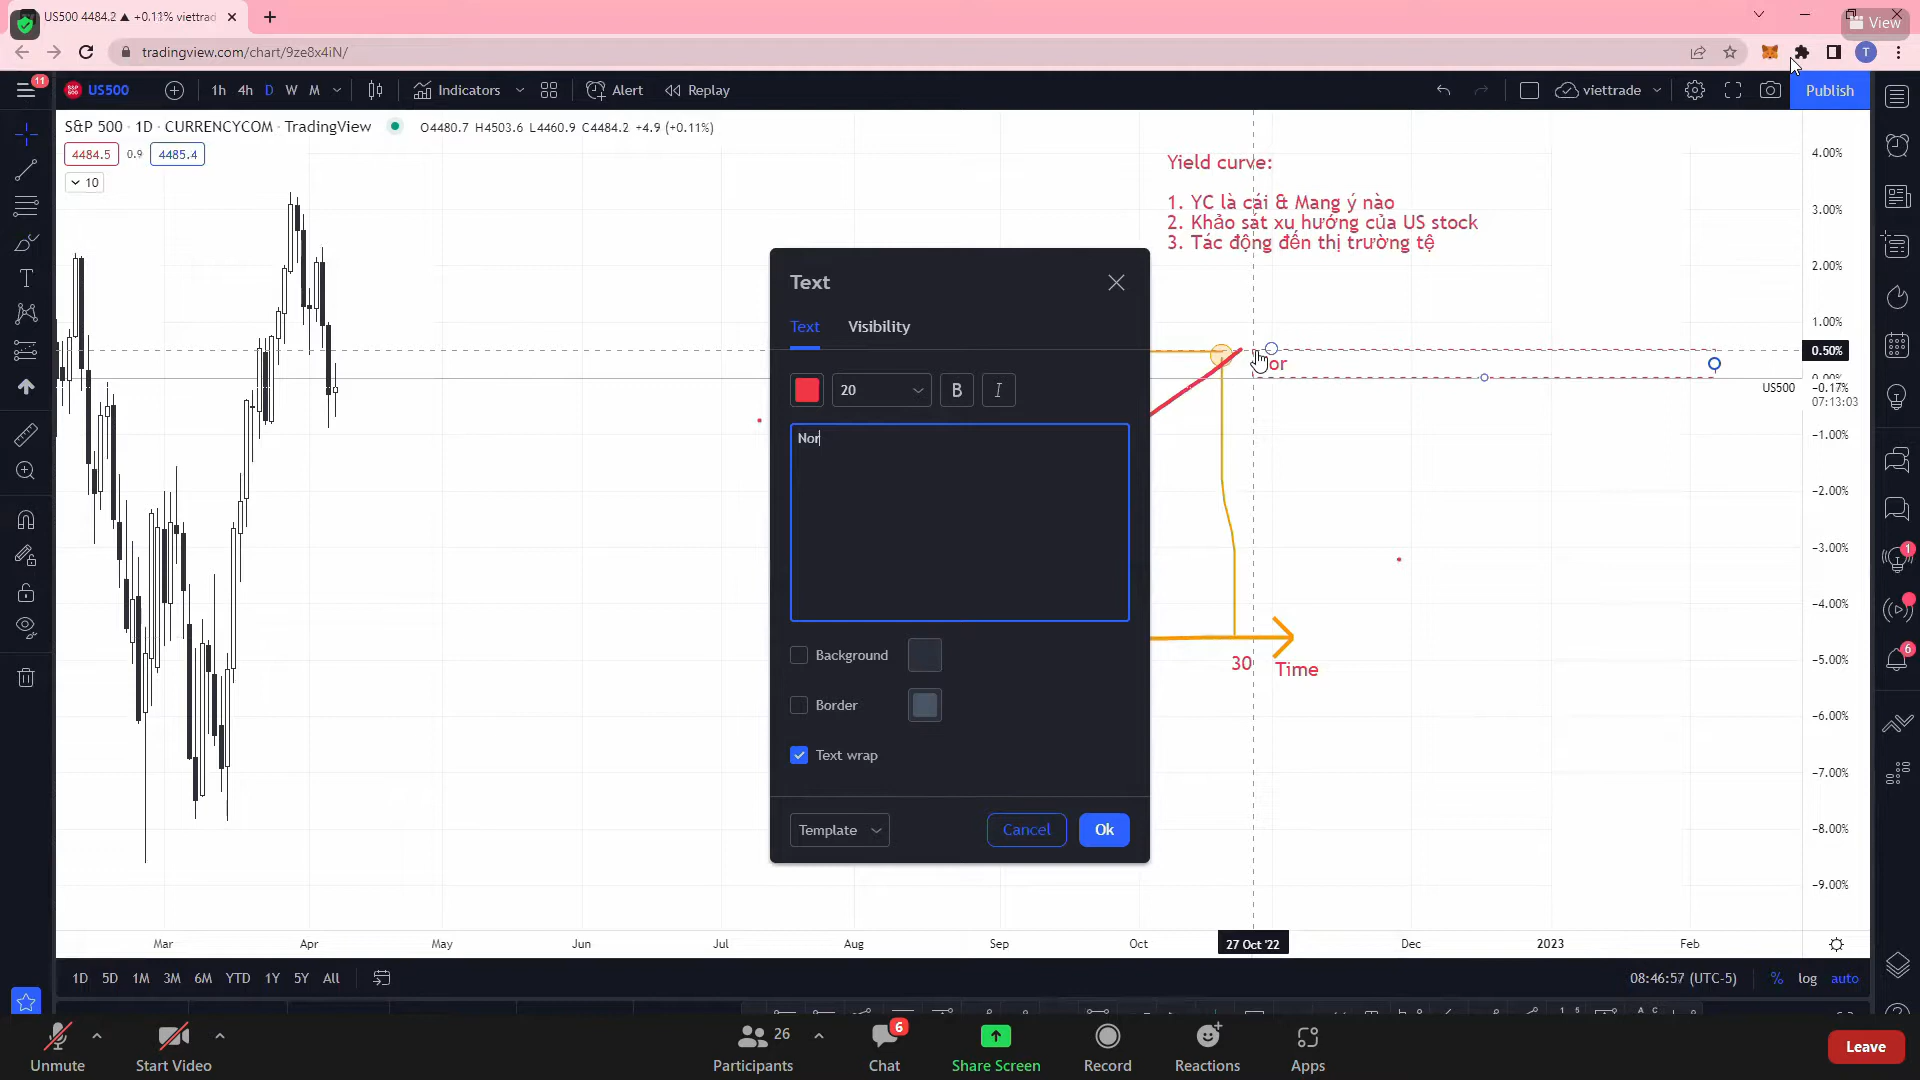 US500 4484.2 ▲ +0.11% viettrad
View
tradingview.com/chart/9ze8x4iN/
T
11
US500
1h 4h D W M
Indicators
Alert
Replay
viettrade
Publish
S&P 500 · 1D · CURRENCYCOM · TradingView
O4480.7 H4503.6 L4460.9 C4484.2 +4.9 (+0.11%)
4484.5 0.9 4485.4
10
Yield curve:
1. YC là cái & Mang ý nào
2. Khảo sát xu hướng của US stock
3. Tác động đến thị trường tệ
4.00%
3.00%
2.00%
1.00%
0.50%
US500 −0.17%
07:13:03
−1.00%
−2.00%
−3.00%
−4.00%
−5.00%
−6.00%
−7.00%
−8.00%
−9.00%
Text
Text Visibility
20 B I
Nor
Background
Border
Text wrap
Template
Cancel
Ok
or
30
Time
1
6
Mar Apr May Jun Jul Aug Sep Oct 27 Oct '22 Dec 2023 Feb
1D 5D 1M 3M 6M YTD 1Y 5Y All
08:46:57 (UTC-5) % log auto
Unmute
Start Video
Participants 26
Chat 6
Share Screen
Record
Reactions
Apps
Leave